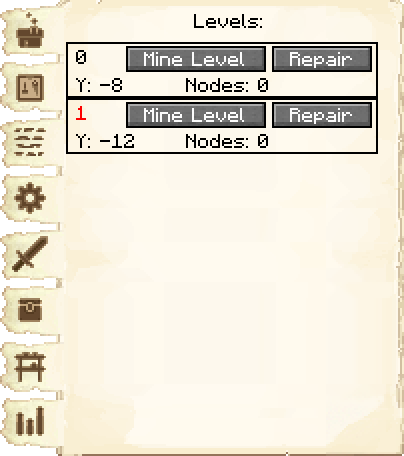 Levels:
0 Mine Level Repair
Y: -8 Nodes: 0
1 Mine Level Repair
Y: -12 Nodes: 0